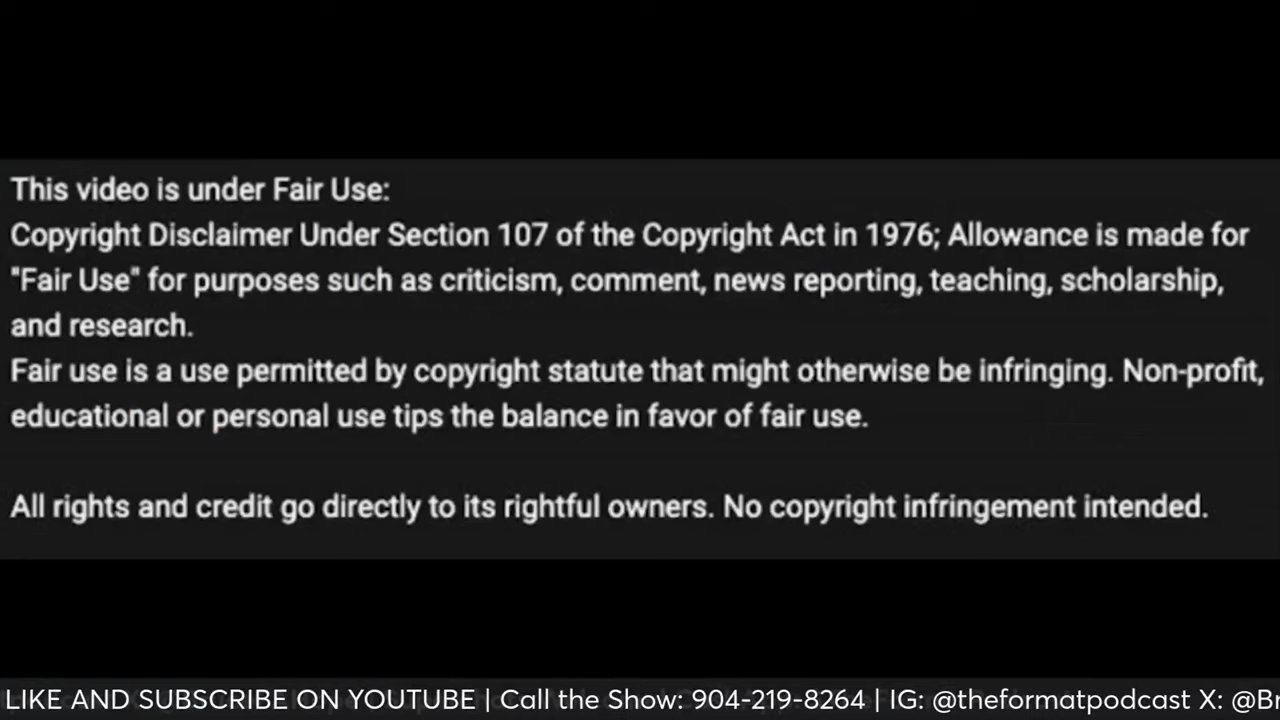 This video is under Fair Use:
Copyright Disclaimer Under Section 107 of the Copyright Act in 1976; Allowance is made for
"Fair Use" for purposes such as criticism, comment, news reporting, teaching, scholarship,
and research.
Fair use is a use permitted by copyright statute that might otherwise be infringing. Non-profit,
educational or personal use tips the balance in favor of fair use.
All rights and credit go directly to its rightful owners. No copyright infringement intended.
LIKE AND SUBSCRIBE ON YOUTUBE | Call the Show: 904-219-8264 | IG: @theformatpodcast X: @Br